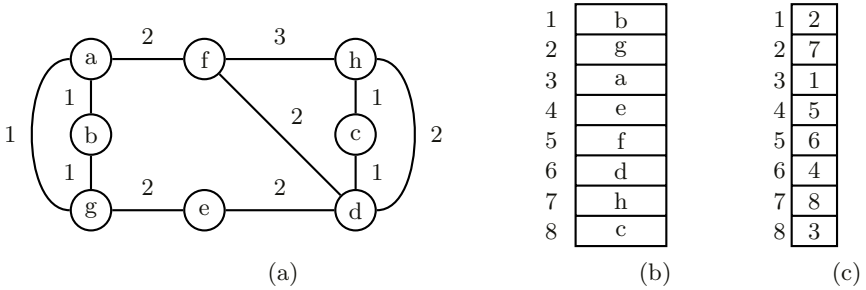 2 3
a f h
1 1
1 b 2 c 2
1 1
2 2
g e d
(a)
1 b
2 g
3 a
4 e
5 f
6 d
7 h
8 c
(b)
1 2
2 7
3 1
4 5
5 6
6 4
7 8
8 3
(c)